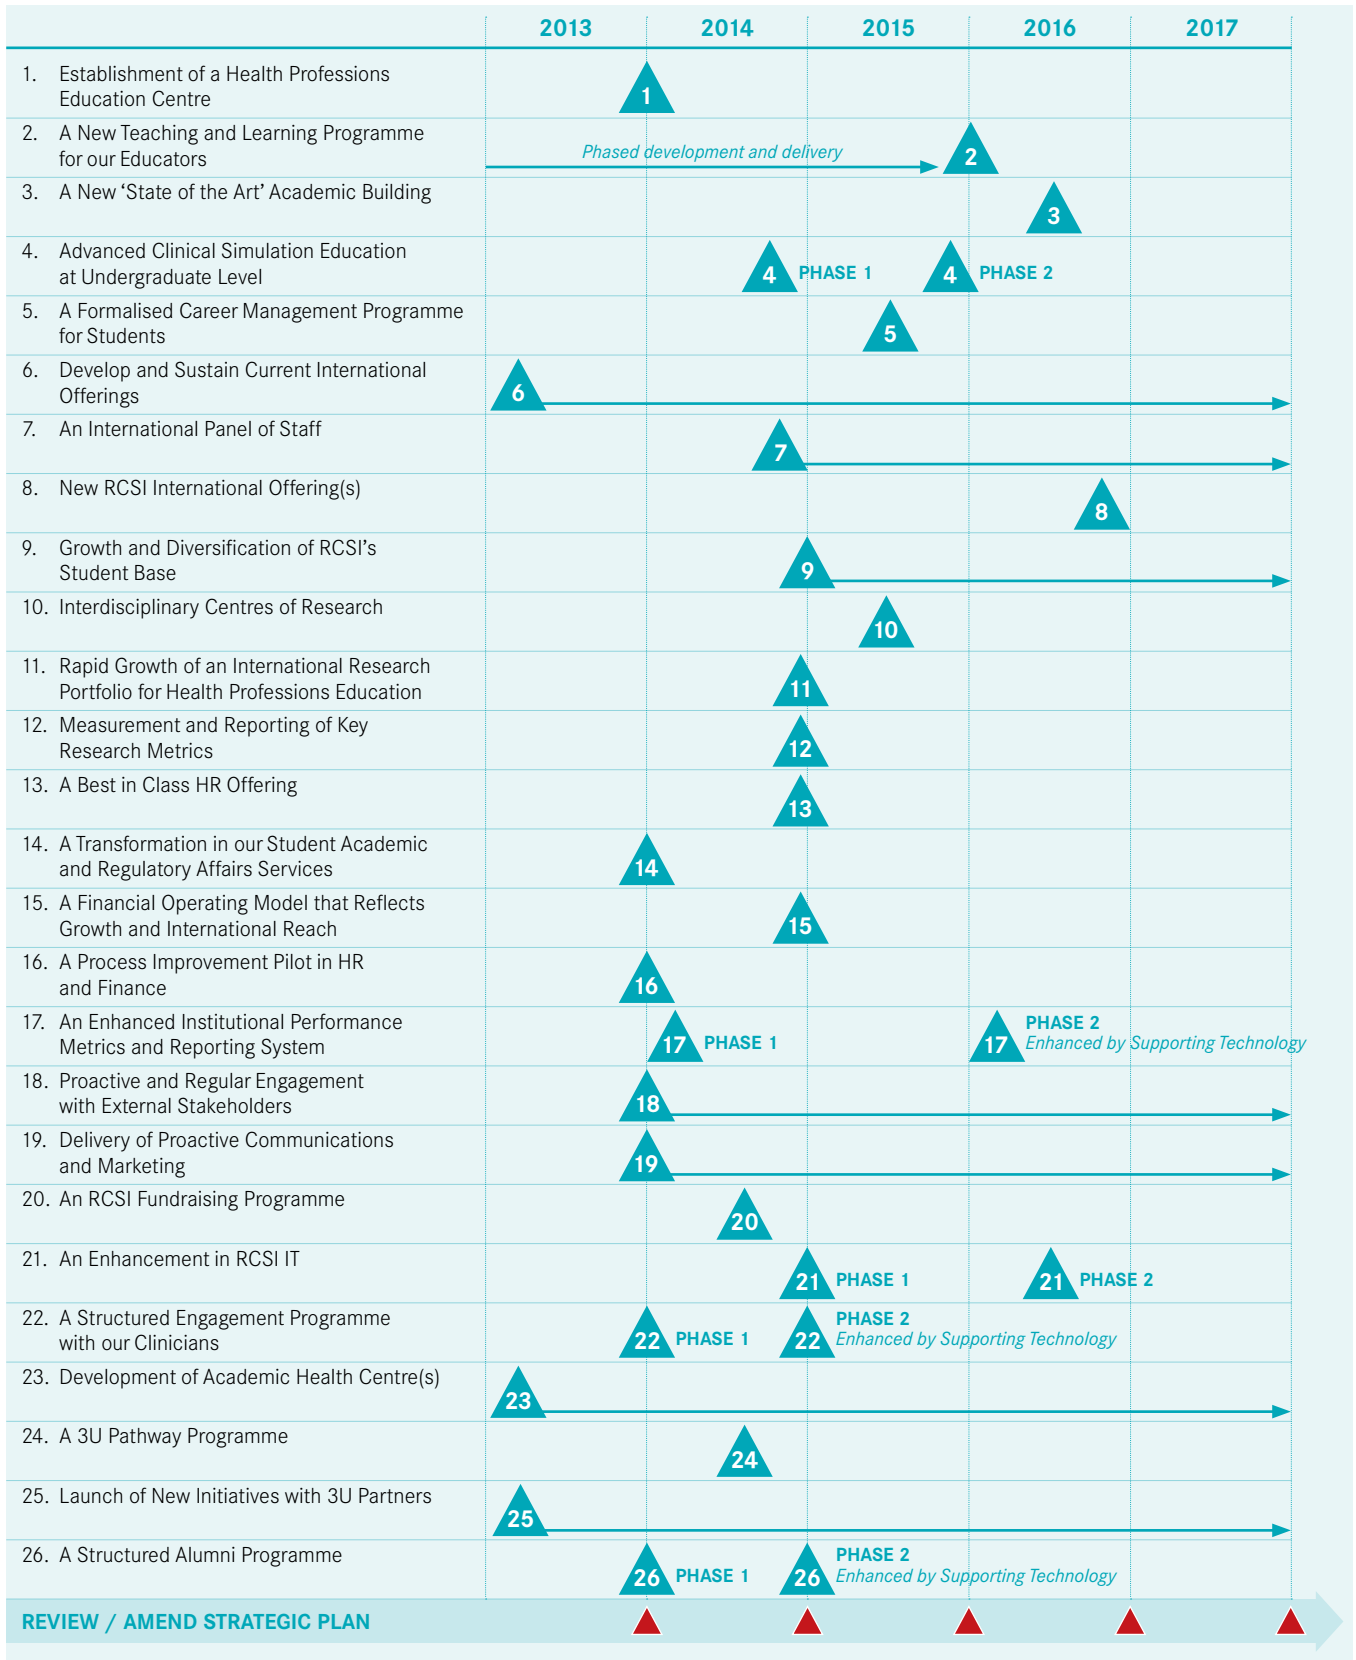 2013 2014 2015 2016 2017
1. Establishment of a Health Professions
Education Centre
1
2. A New Teaching and Learning Programme
for our Educators
Phased development and delivery
2
3. A New ‘State of the Art’ Academic Building
3
4. Advanced Clinical Simulation Education
at Undergraduate Level
4 PHASE 1 4 PHASE 2
5. A Formalised Career Management Programme
for Students
5
6. Develop and Sustain Current International
Offerings
6
7. An International Panel of Staff
7
8. New RCSI International Offering(s)
8
9. Growth and Diversification of RCSI’s
Student Base
9
10. Interdisciplinary Centres of Research
10
11. Rapid Growth of an International Research
Portfolio for Health Professions Education
11
12. Measurement and Reporting of Key
Research Metrics
12
13. A Best in Class HR Offering
13
14. A Transformation in our Student Academic
and Regulatory Affairs Services
14
15. A Financial Operating Model that Reflects
Growth and International Reach
15
16. A Process Improvement Pilot in HR
and Finance
16
17. An Enhanced Institutional Performance
Metrics and Reporting System
17 PHASE 1
17 PHASE 2
Enhanced by Supporting Technology
18. Proactive and Regular Engagement
with External Stakeholders
18
19. Delivery of Proactive Communications
and Marketing
19
20. An RCSI Fundraising Programme
20
21. An Enhancement in RCSI IT
21 PHASE 1 21 PHASE 2
22. A Structured Engagement Programme
with our Clinicians
22 PHASE 1
22 PHASE 2
Enhanced by Supporting Technology
23. Development of Academic Health Centre(s)
23
24. A 3U Pathway Programme
24
25. Launch of New Initiatives with 3U Partners
25
26. A Structured Alumni Programme
26 PHASE 1
26 PHASE 2
Enhanced by Supporting Technology
REVIEW / AMEND STRATEGIC PLAN